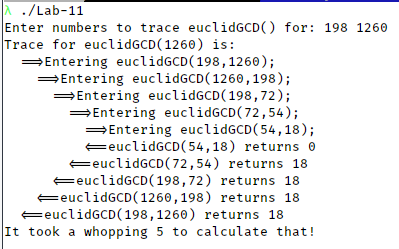 λ ./Lab-11
Enter numbers to trace euclidGCD() for: 198 1260
Trace for euclidGCD(1260) is:
  ⟹Entering euclidGCD(198,1260);
    ⟹Entering euclidGCD(1260,198);
      ⟹Entering euclidGCD(198,72);
        ⟹Entering euclidGCD(72,54);
          ⟹Entering euclidGCD(54,18);
          ⟸euclidGCD(54,18) returns 0
        ⟸euclidGCD(72,54) returns 18
      ⟸euclidGCD(198,72) returns 18
    ⟸euclidGCD(1260,198) returns 18
  ⟸euclidGCD(198,1260) returns 18
It took a whopping 5 to calculate that!